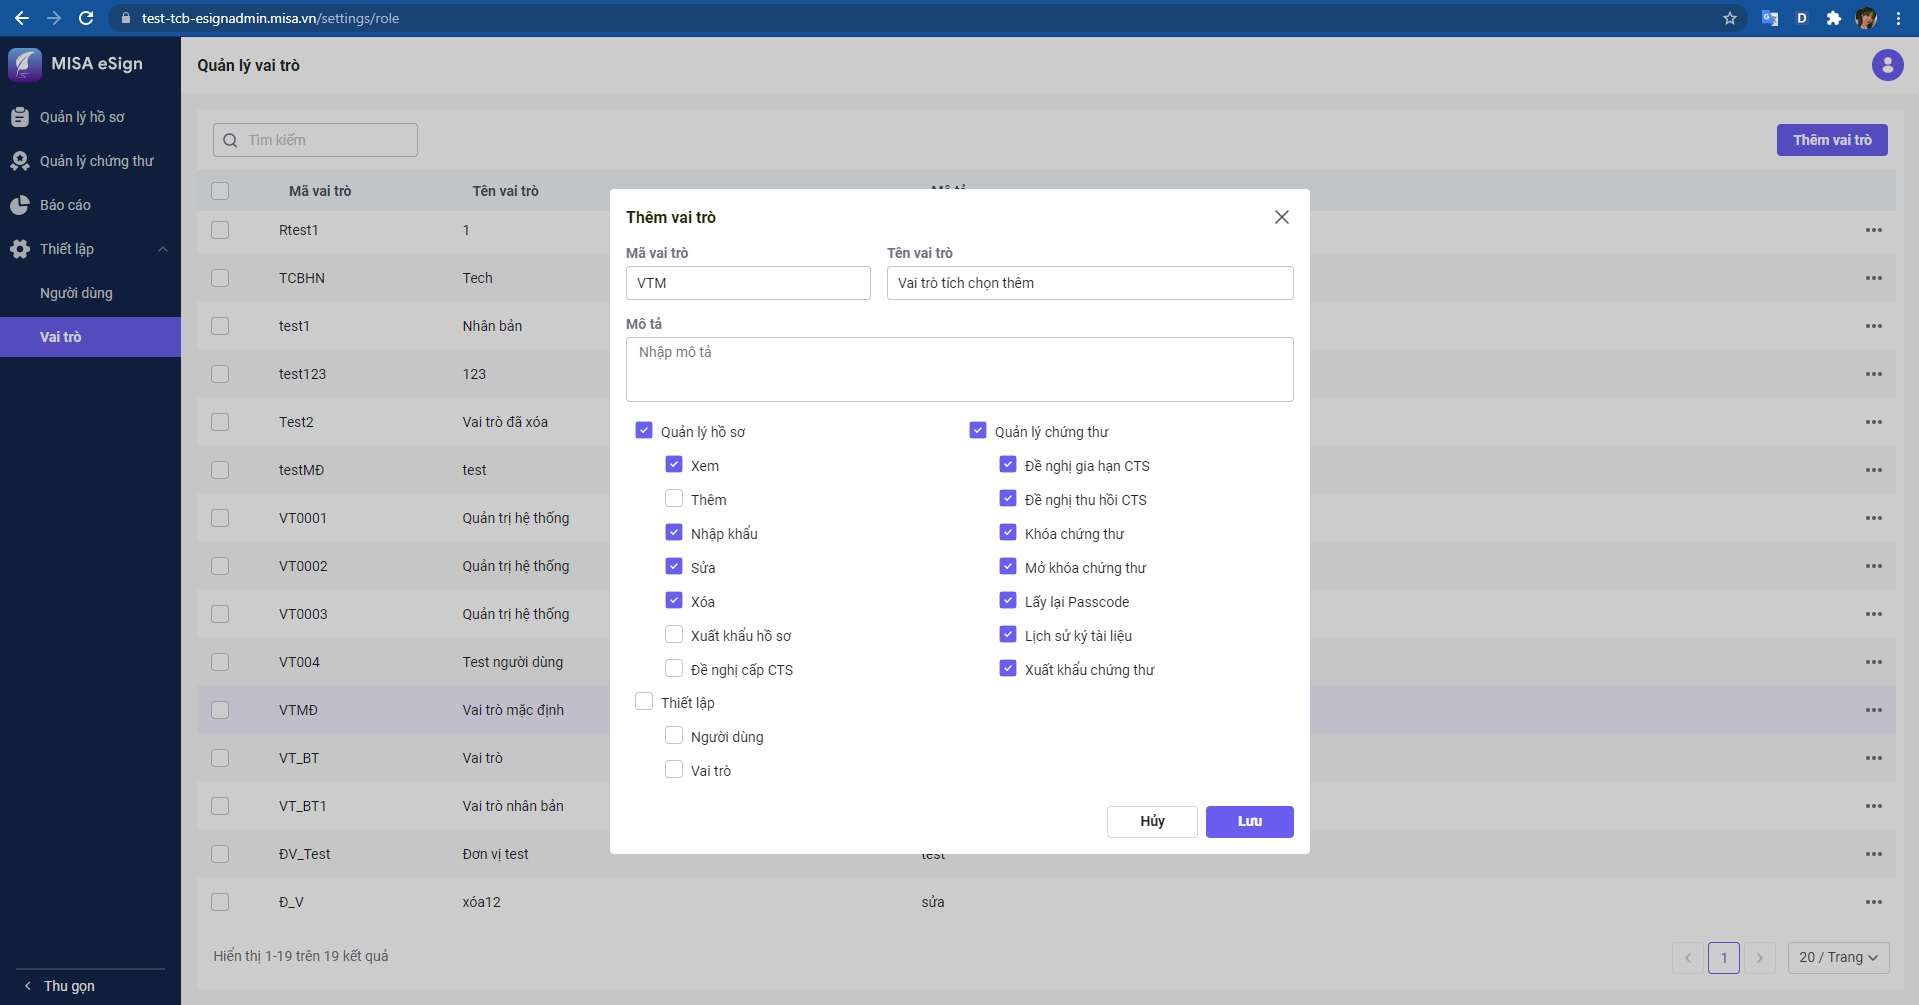 test-tcb-esignadmin.misa.vn/settings/role
D
MISA eSign
Quản lý vai trò
Quản lý hồ sơ
Quản lý chứng thư
Báo cáo
Thiết lập
Người dùng
Vai trò
Thu gọn
Tìm kiếm
Thêm vai trò
Mã vai trò
Tên vai trò
Mô tả
Rtest1
1
TCBHN
Tech
test1
Nhân bản
test123
123
Test2
Vai trò đã xóa
testMĐ
test
VT0001
Quản trị hệ thống
VT0002
Quản trị hệ thống
VT0003
Quản trị hệ thống
VT004
Test người dùng
VTMĐ
Vai trò mặc định
VT_BT
Vai trò
VT_BT1
Vai trò nhân bản
ĐV_Test
Đơn vị test
test
Đ_V
xóa12
sửa
Hiển thị 1-19 trên 19 kết quả
1
20 / Trang
Thêm vai trò
Mã vai trò
Tên vai trò
VTM
Vai trò tích chọn thêm
Mô tả
Nhập mô tả
Quản lý hồ sơ
Xem
Thêm
Nhập khẩu
Sửa
Xóa
Xuất khẩu hồ sơ
Đề nghị cấp CTS
Thiết lập
Người dùng
Vai trò
Quản lý chứng thư
Đề nghị gia hạn CTS
Đề nghị thu hồi CTS
Khóa chứng thư
Mở khóa chứng thư
Lấy lại Passcode
Lịch sử ký tài liệu
Xuất khẩu chứng thư
Hủy
Lưu